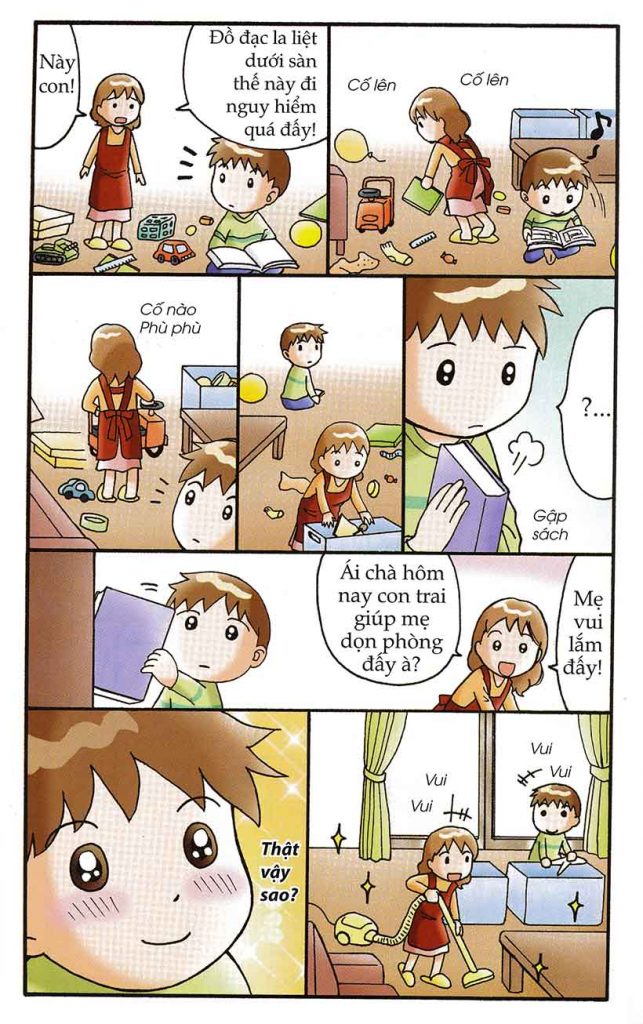 Này
con!
Đồ đạc la liệt
dưới sàn
thế này đi
nguy hiểm
quá đấy!
Cố lên
Cố lên
Cố nào
Phù phù
?...
Gập
sách
Ái chà hôm
nay con trai
giúp mẹ
dọn phòng
đấy à?
Mẹ
vui
lắm
đấy!
Thật
vậy
sao?
Vui
Vui
Vui
Vui